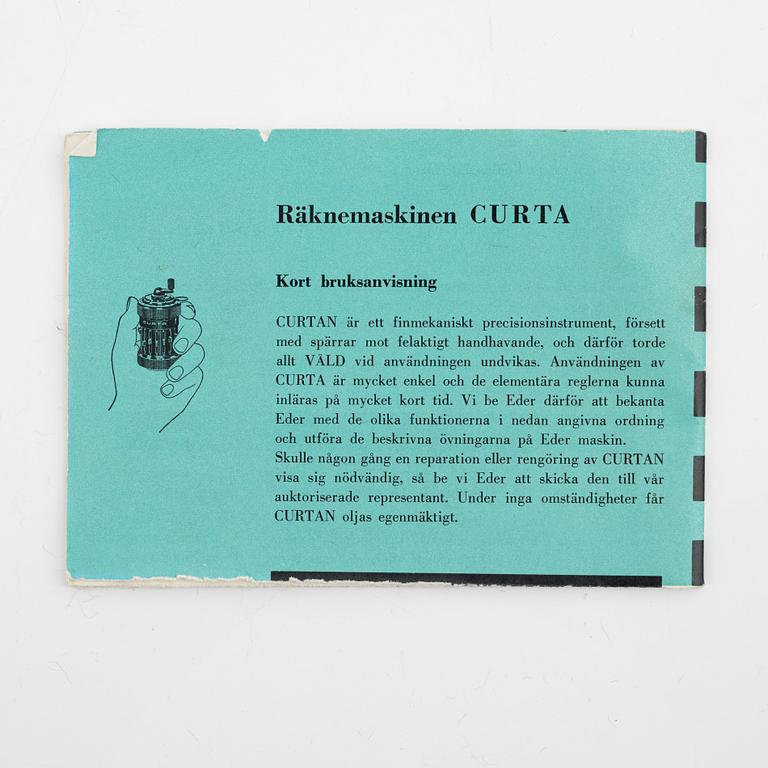 Räknemaskinen CURTA
Kort bruksanvisning
CURTA
CURTAN är ett finmekaniskt precisionsinstrument, försett
med spärrar mot felaktigt handhavande, och därför torde
allt VÅLD vid användningen undvikas. Användningen av
CURTA är mycket enkel och de elementära reglerna kunna
inläras på mycket kort tid. Vi be Eder därför att bekanta
Eder med de olika funktionerna i nedan angivna ordning
och utföra de beskrivna övningarna på Eder maskin.
Skulle någon gång en reparation eller rengöring av CURTAN
visa sig nödvändig, så be vi Eder att skicka den till vår
auktoriserade representant. Under inga omständigheter får
CURTAN oljas egenmäktigt.